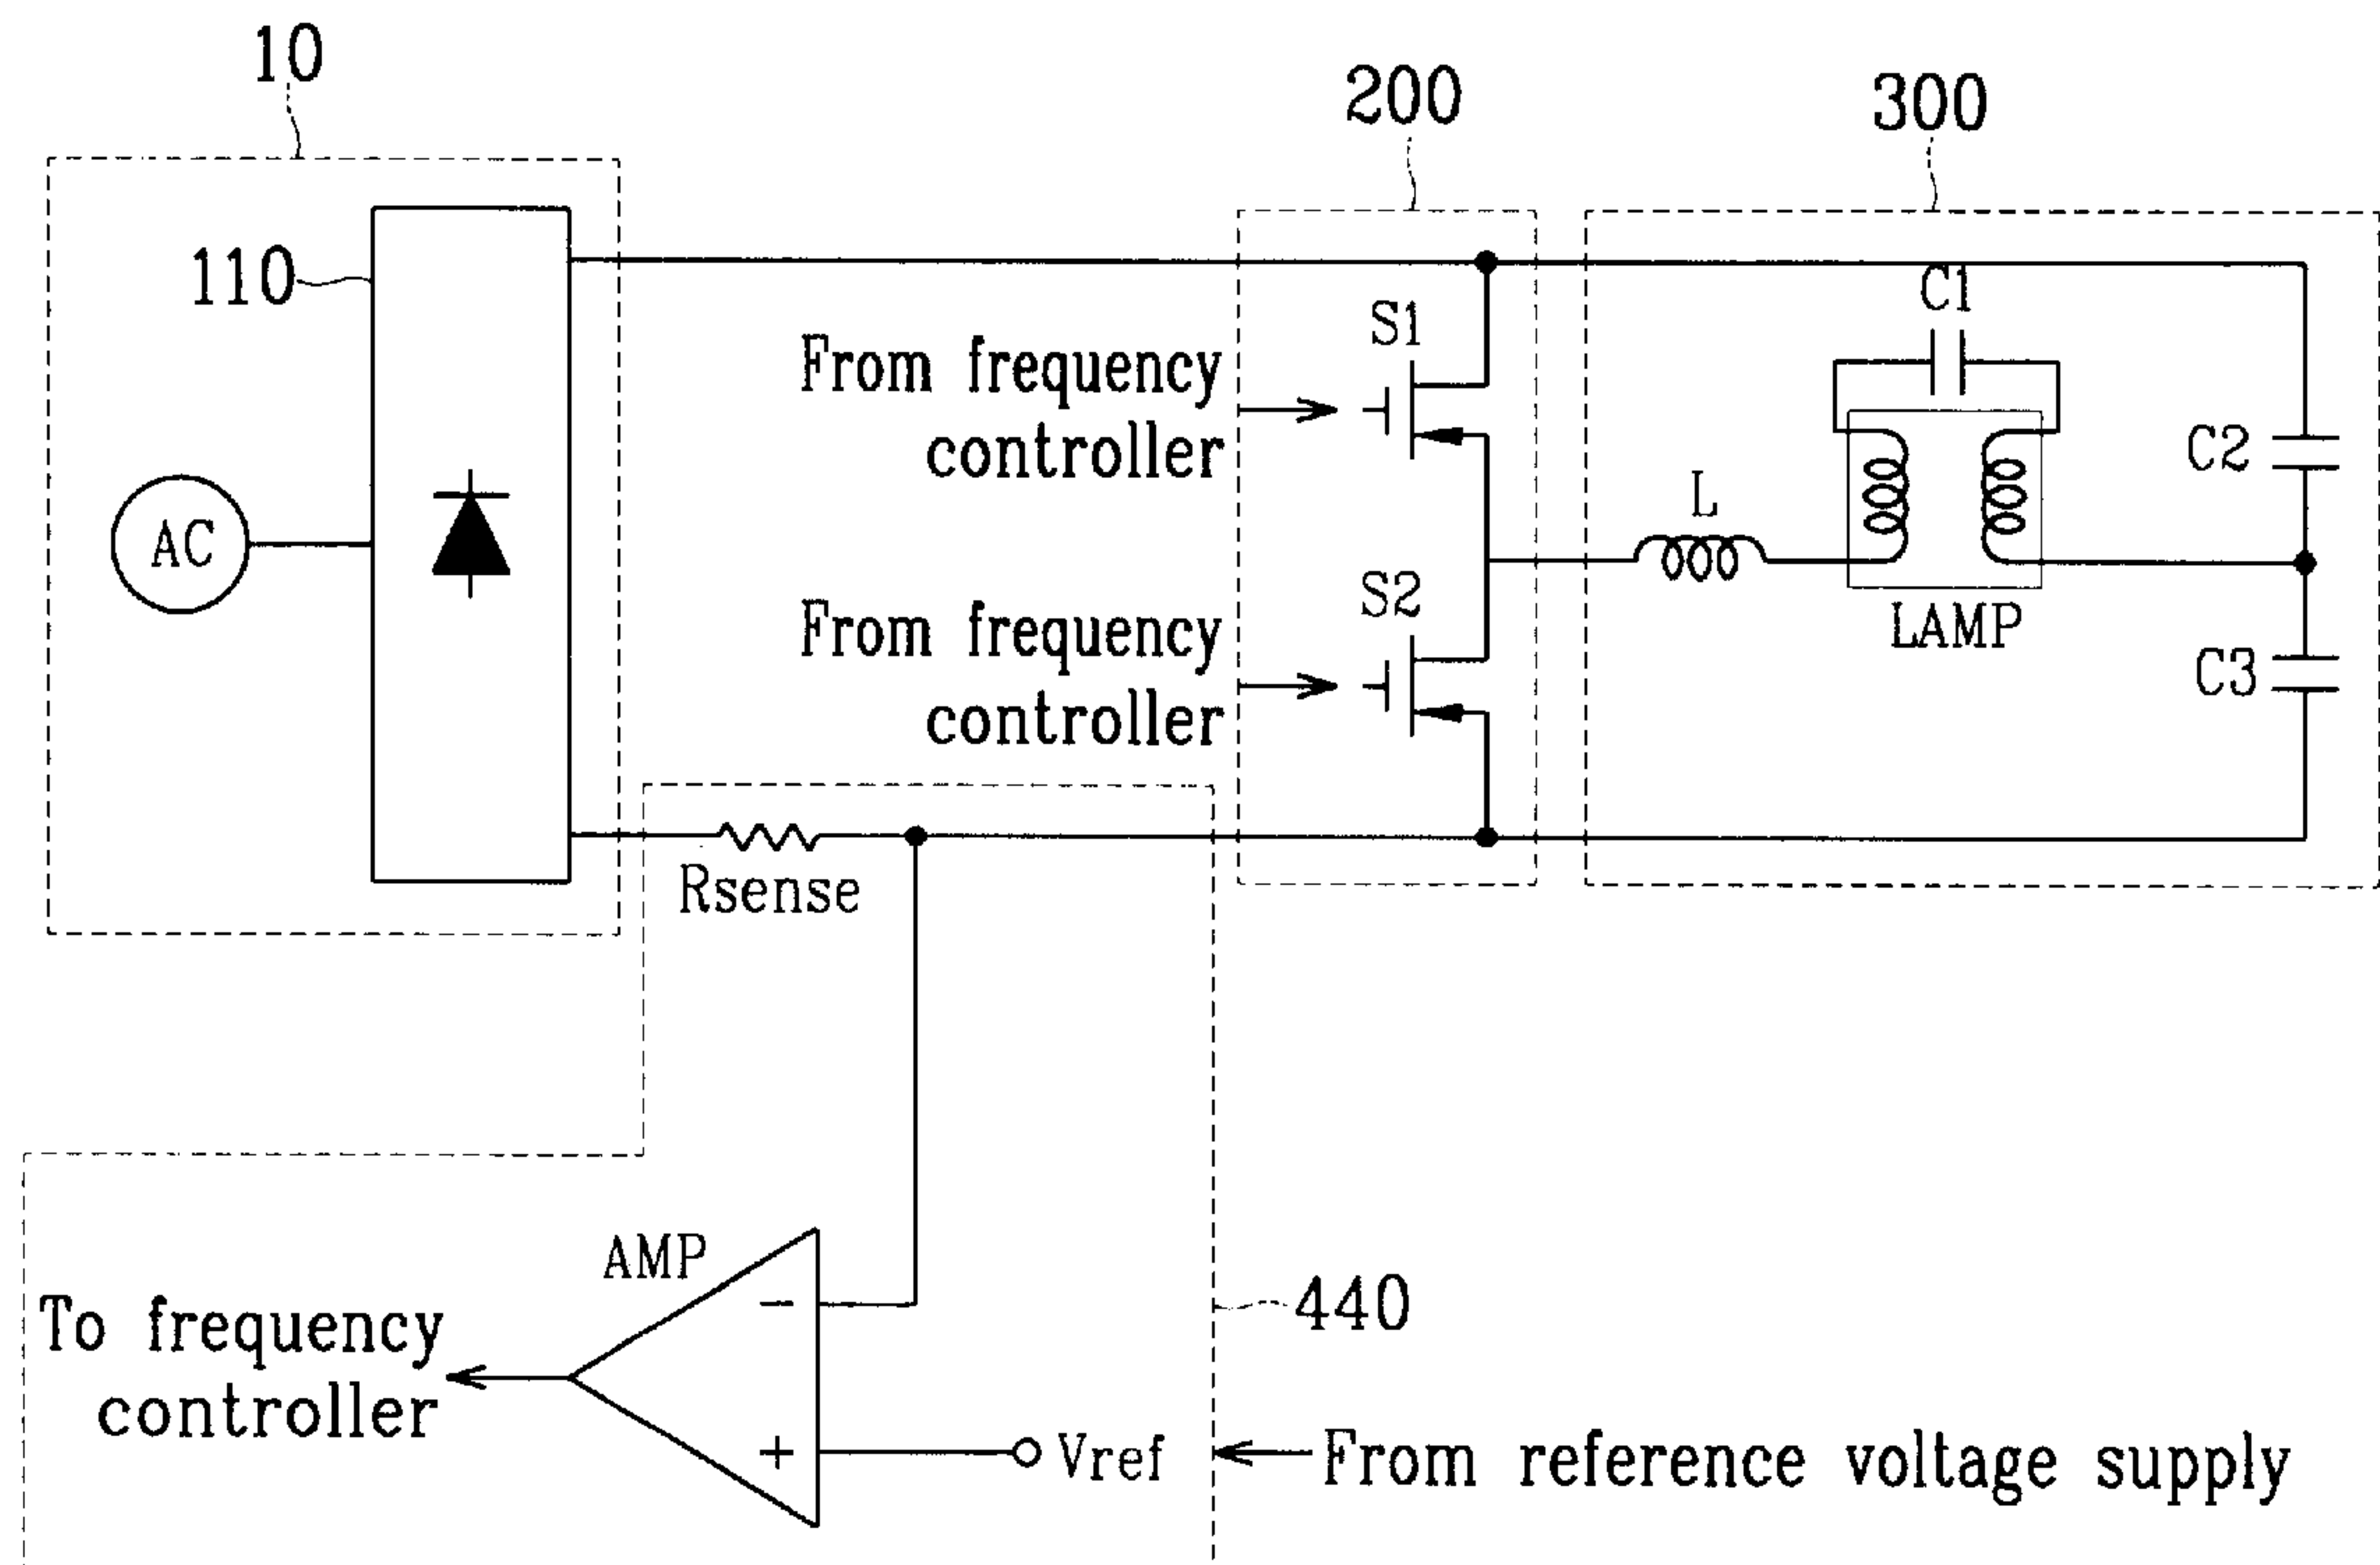 10
200
300
110
C1
S1
From frequency
controller
C2
L
AC
S2
From frequency
controller
LAMP
C3
Rsense
AMP
−
440
To frequency
controller
+
Vref
From reference voltage supply